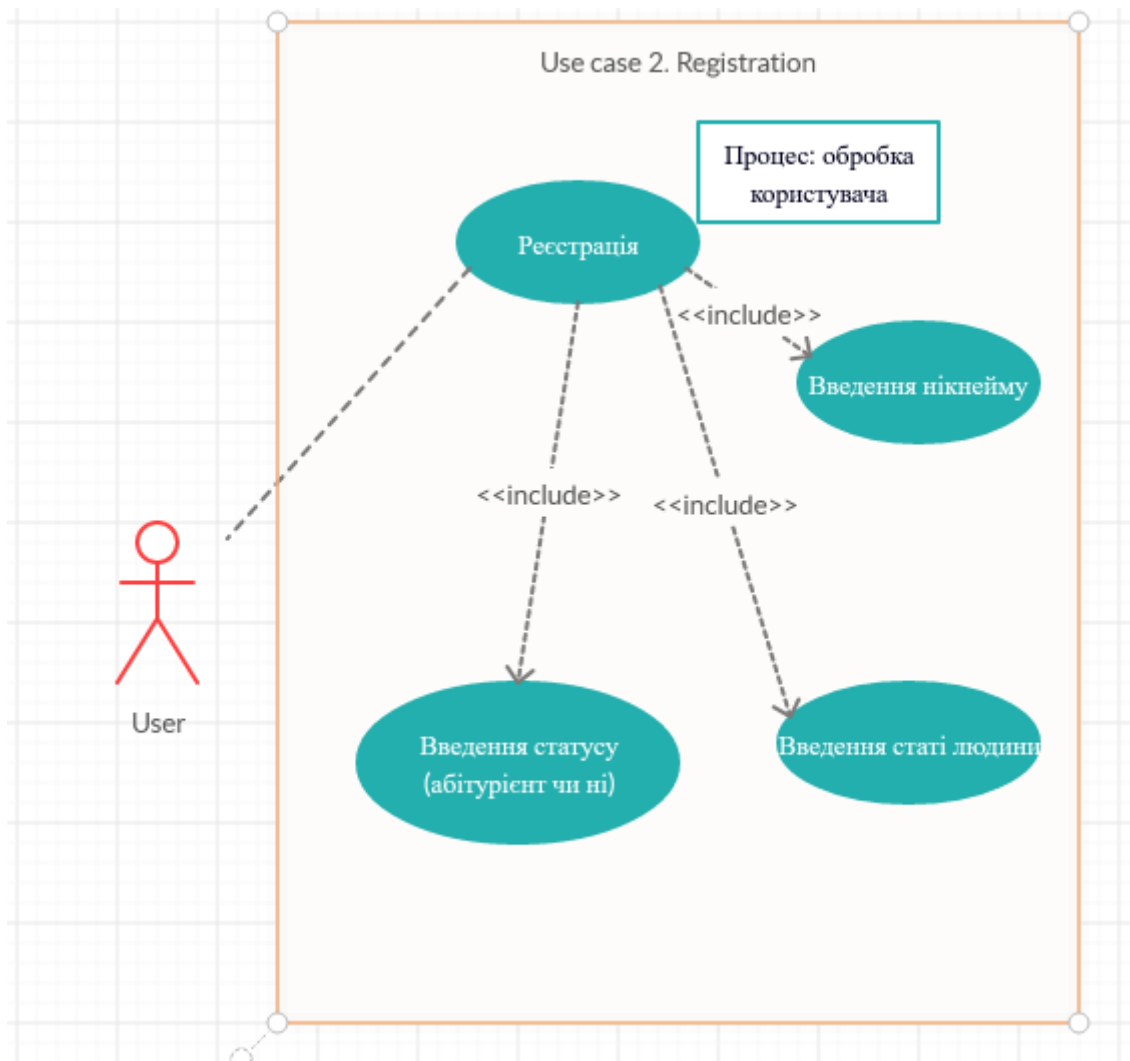 Use case 2. Registration
Процес: обробка
користувача
Реєстрація
<<include>>
Введення нікнейму
<<include>>
<<include>>
User
Введення статусу
(абітурієнт чи ні)
Введення статі людини